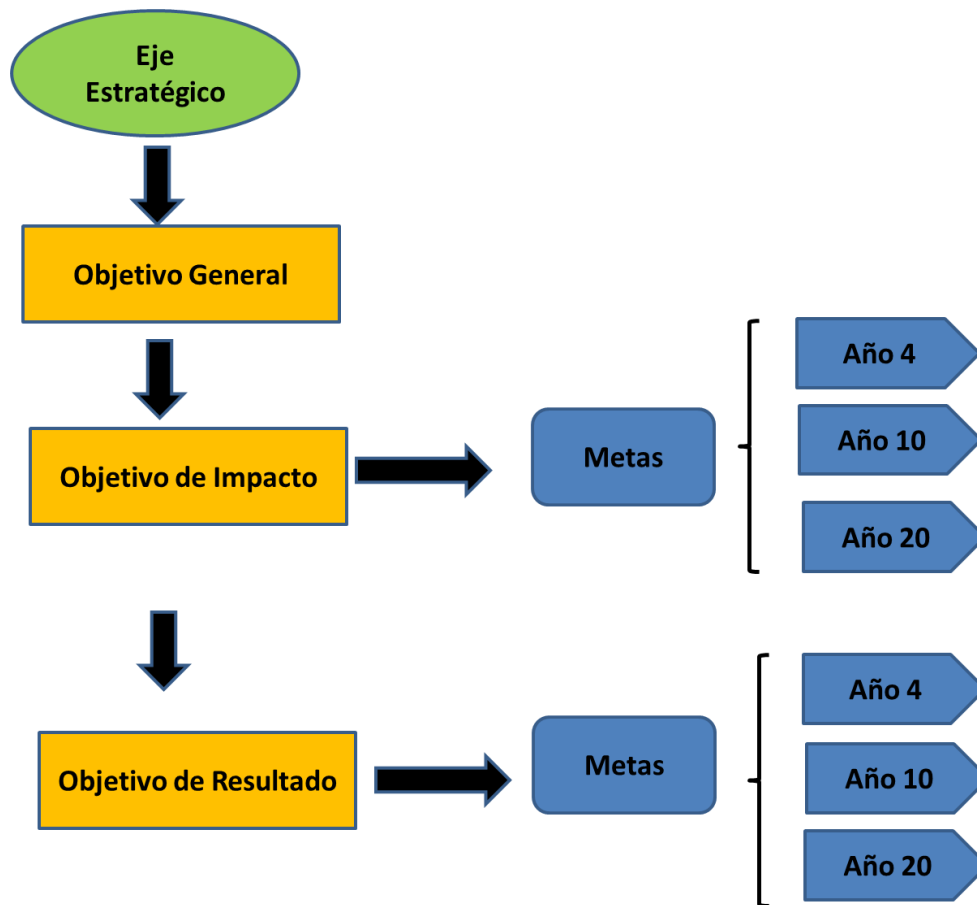 Eje
Estratégico
Objetivo General
Objetivo de Impacto
Metas
Año 4
Año 10
Año 20
Objetivo de Resultado
Metas
Año 4
Año 10
Año 20